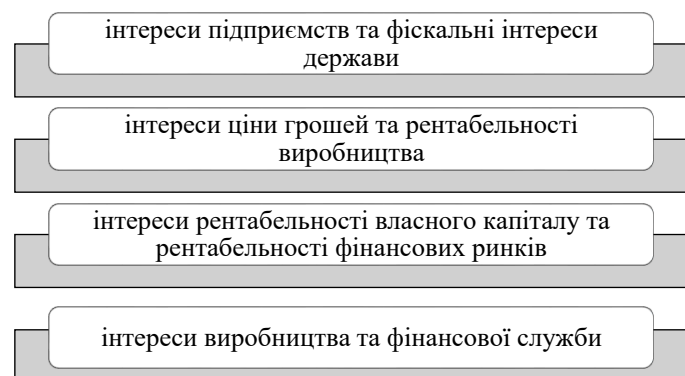 інтереси підприємств та фіскальні інтереси
держави
інтереси ціни грошей та рентабельності
виробництва
інтереси рентабельності власного капіталу та
рентабельності фінансових ринків
інтереси виробництва та фінансової служби